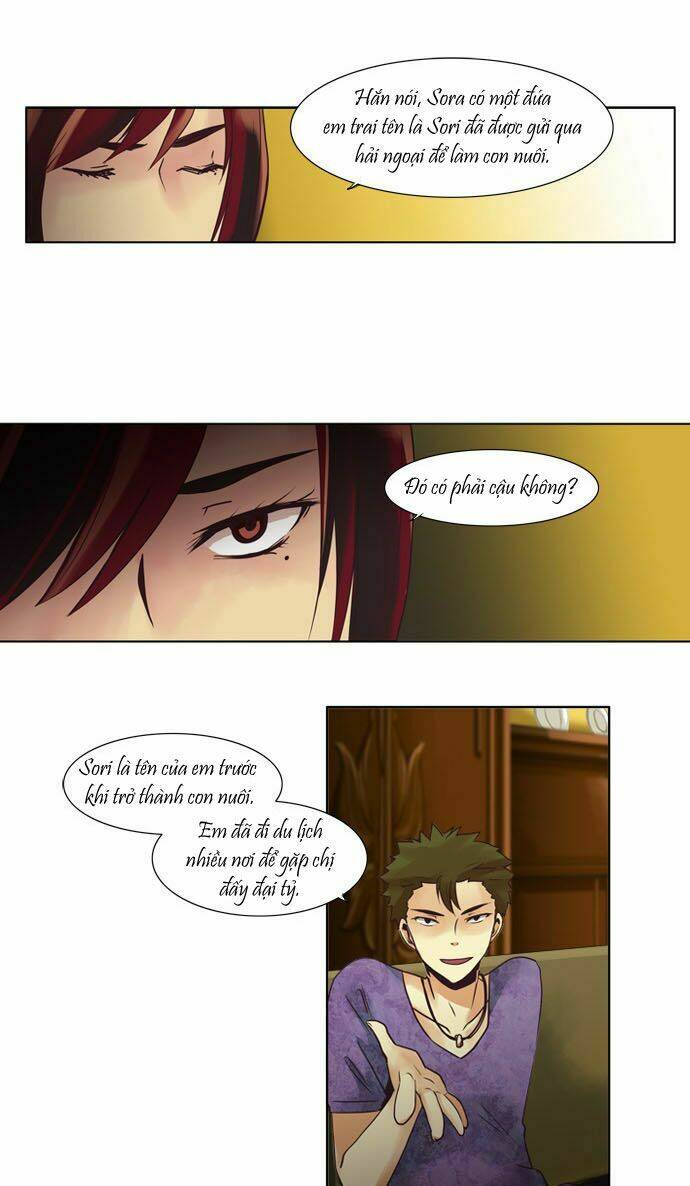 Hắn nói, Sora có một đứa
em trai tên là Sori đã được gửi qua
hải ngoại để làm con nuôi.
Đó có phải cậu không?
Sori là tên của em trước
khi trở thành con nuôi.
Em đã đi du lịch
nhiều nơi để gặp chị
đấy đại tỷ.